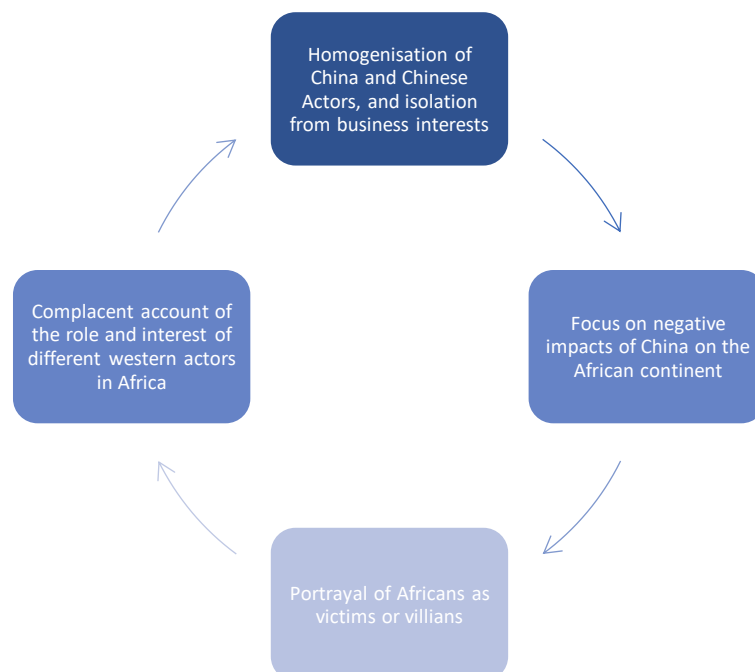 Homogenisation of
China and Chinese
Actors, and isolation
from business interests
Focus on negative
impacts of China on the
African continent
Portrayal of Africans as
victims or villians
Complacent account of
the role and interest of
different western actors
in Africa